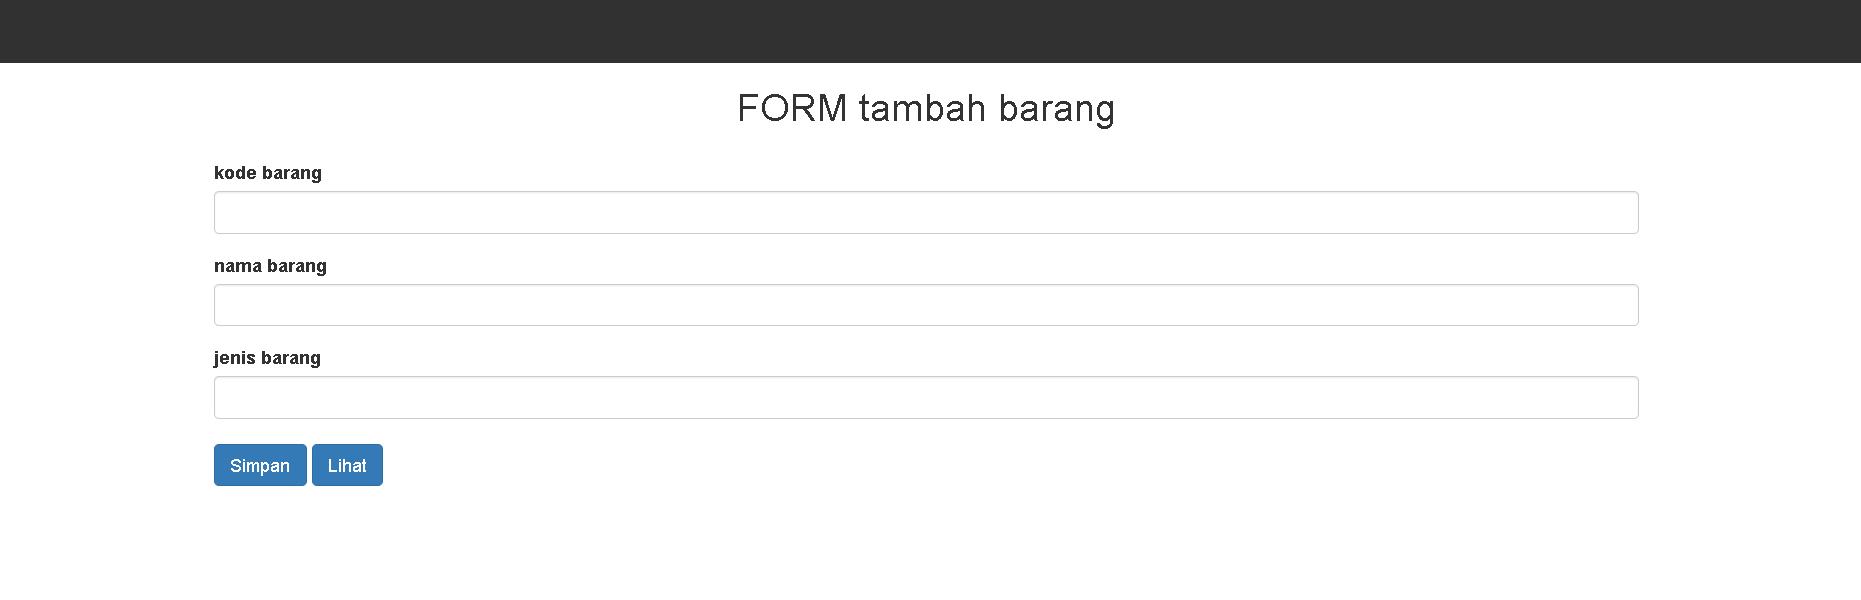 FORM tambah barang
kode barang
nama barang
jenis barang
Simpan Lihat